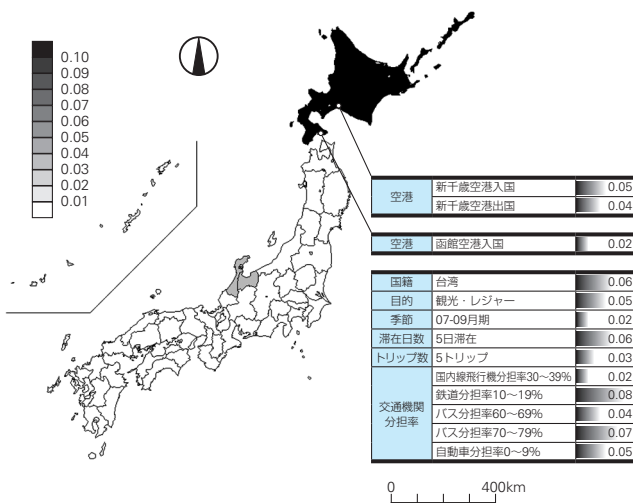 0.10
0.09
0.08
0.07
0.06
0.05
0.04
0.03
0.02
0.01
空港 新千歳空港入国 0.05
新千歳空港出国 0.04
空港 函館空港入国 0.02
国籍 台湾 0.06
目的 観光・レジャー 0.05
季節 07-09月期 0.02
滞在日数 5日滞在 0.06
トリップ数 5トリップ 0.03
交通機関分担率 国内線飛行機分担率30～39% 0.02
鉄道分担率10～19% 0.08
バス分担率60～69% 0.04
バス分担率70～79% 0.07
自動車分担率0～9% 0.05
0 400km